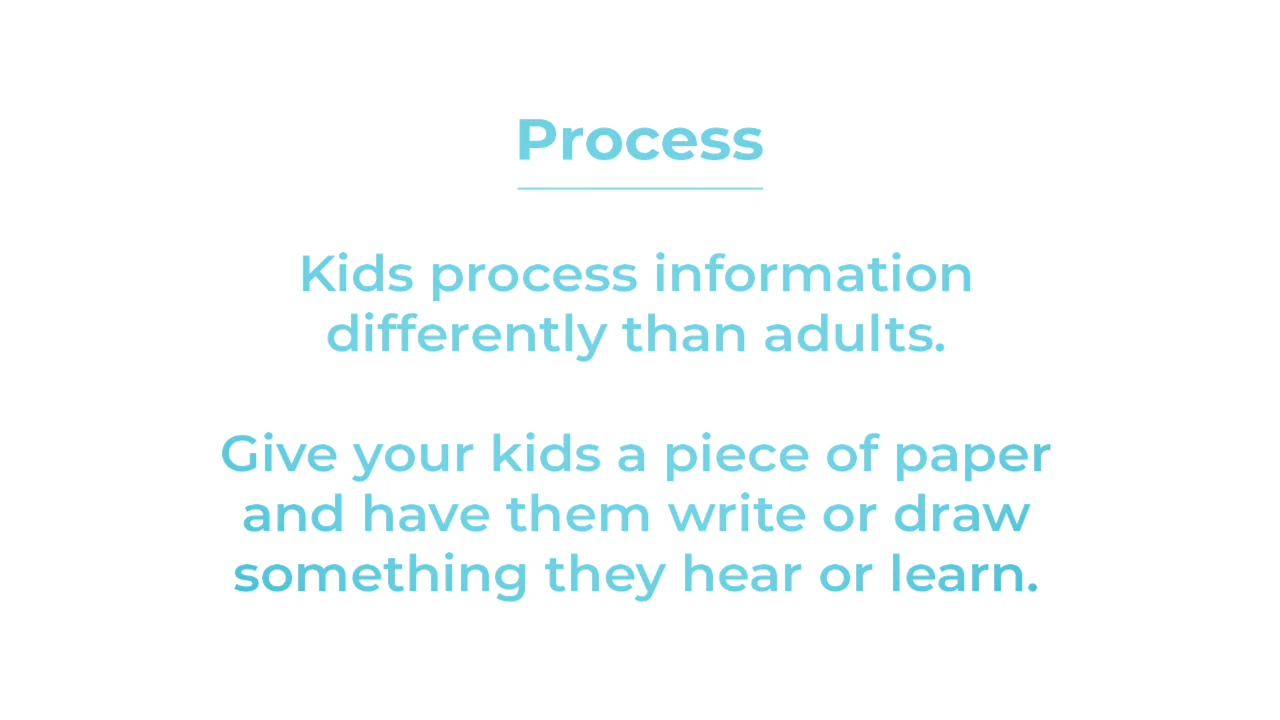 Process
Kids process information
differently than adults.
Give your kids a piece of paper
and have them write or draw
something they hear or learn.